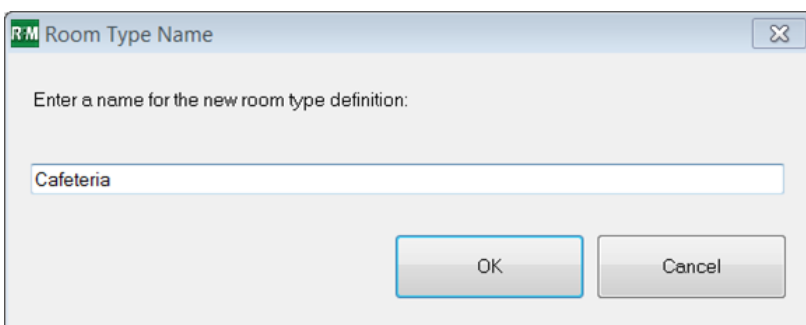 R:M Room Type Name
Enter a name for the new room type definition:
Cafeteria
OK Cancel